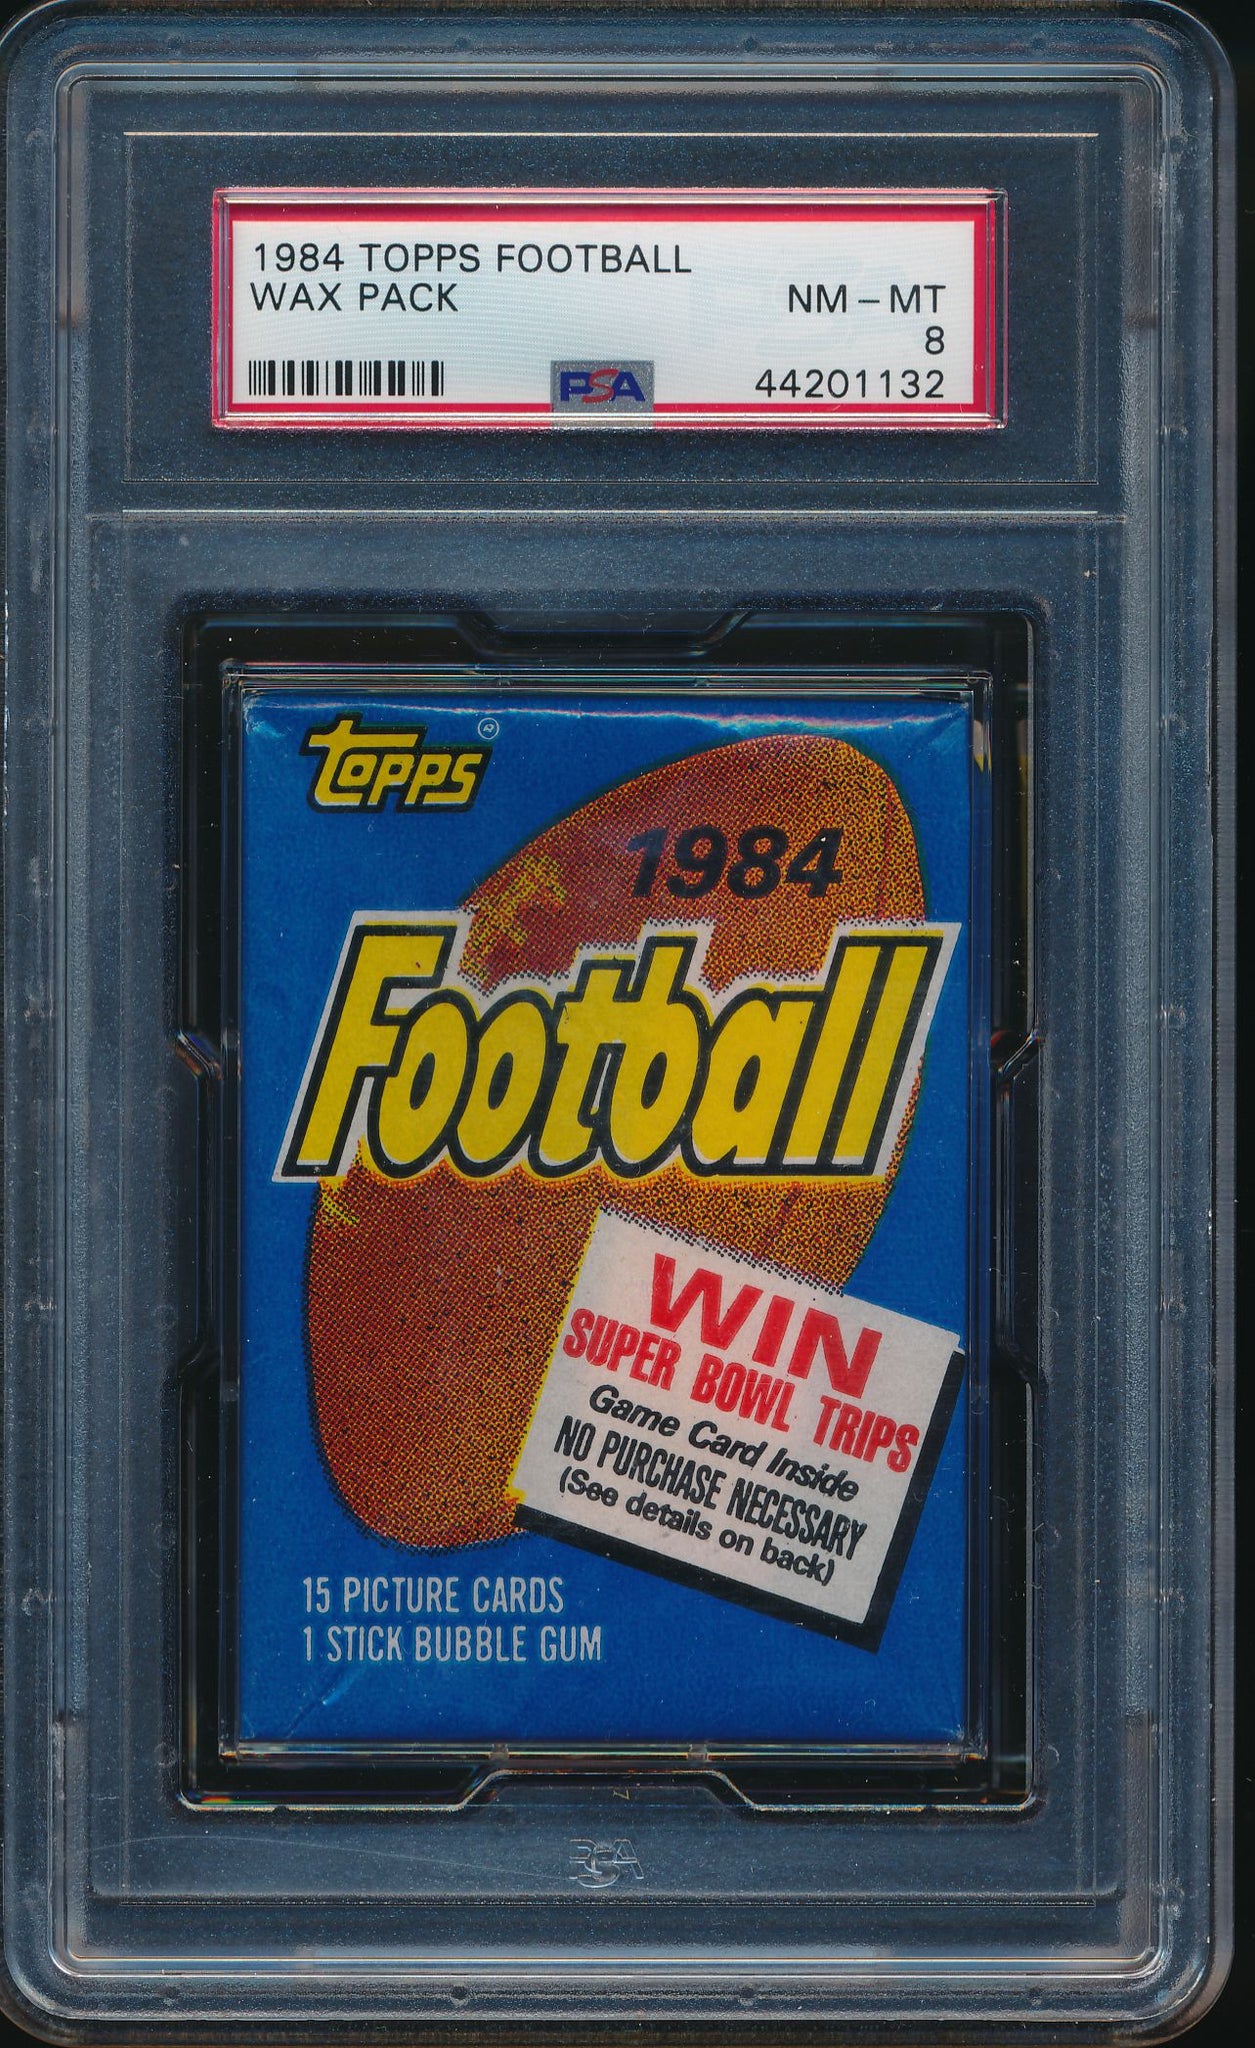 1984 TOPPS FOOTBALL
WAX PACK
NM - MT
8
PSA
44201132
Topps®
1984
Football
WIN
SUPER BOWL TRIPS
Game Card Inside
NO PURCHASE NECESSARY
(See details on back)
15 PICTURE CARDS
1 STICK BUBBLE GUM
PSA